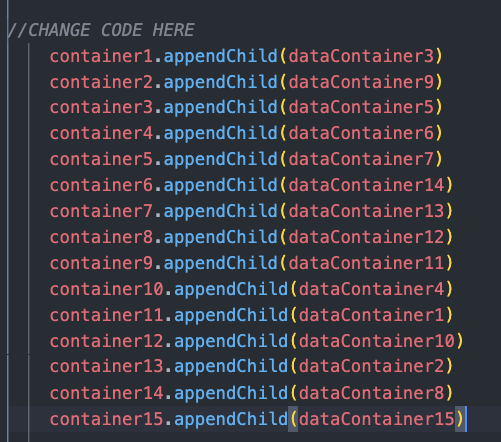 //CHANGE CODE HERE
container1.appendChild(dataContainer3)
container2.appendChild(dataContainer9)
container3.appendChild(dataContainer5)
container4.appendChild(dataContainer6)
container5.appendChild(dataContainer7)
container6.appendChild(dataContainer14)
container7.appendChild(dataContainer13)
container8.appendChild(dataContainer12)
container9.appendChild(dataContainer11)
container10.appendChild(dataContainer4)
container11.appendChild(dataContainer1)
container12.appendChild(dataContainer10)
container13.appendChild(dataContainer2)
container14.appendChild(dataContainer8)
container15.appendChild(dataContainer15)